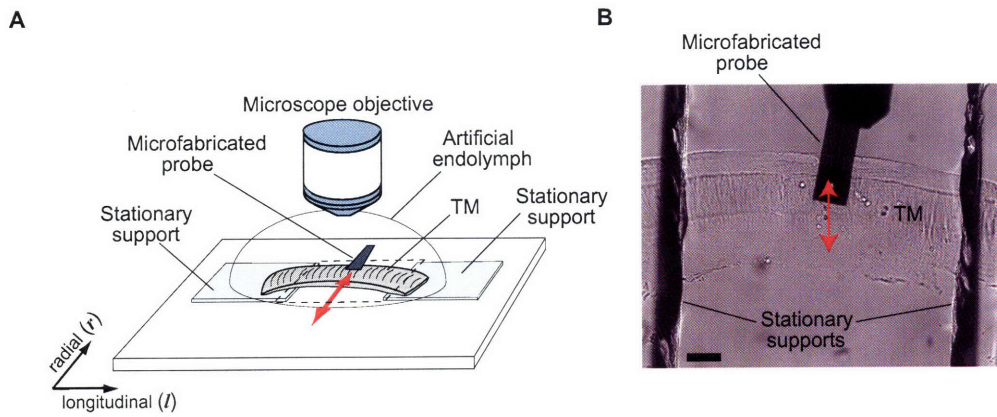 A
Microscope objective
Microfabricated
probe
Artificial
endolymph
Stationary
support
TM
Stationary
support
radial (r)
longitudinal (l)
B
Microfabricated
probe
TM
Stationary
supports